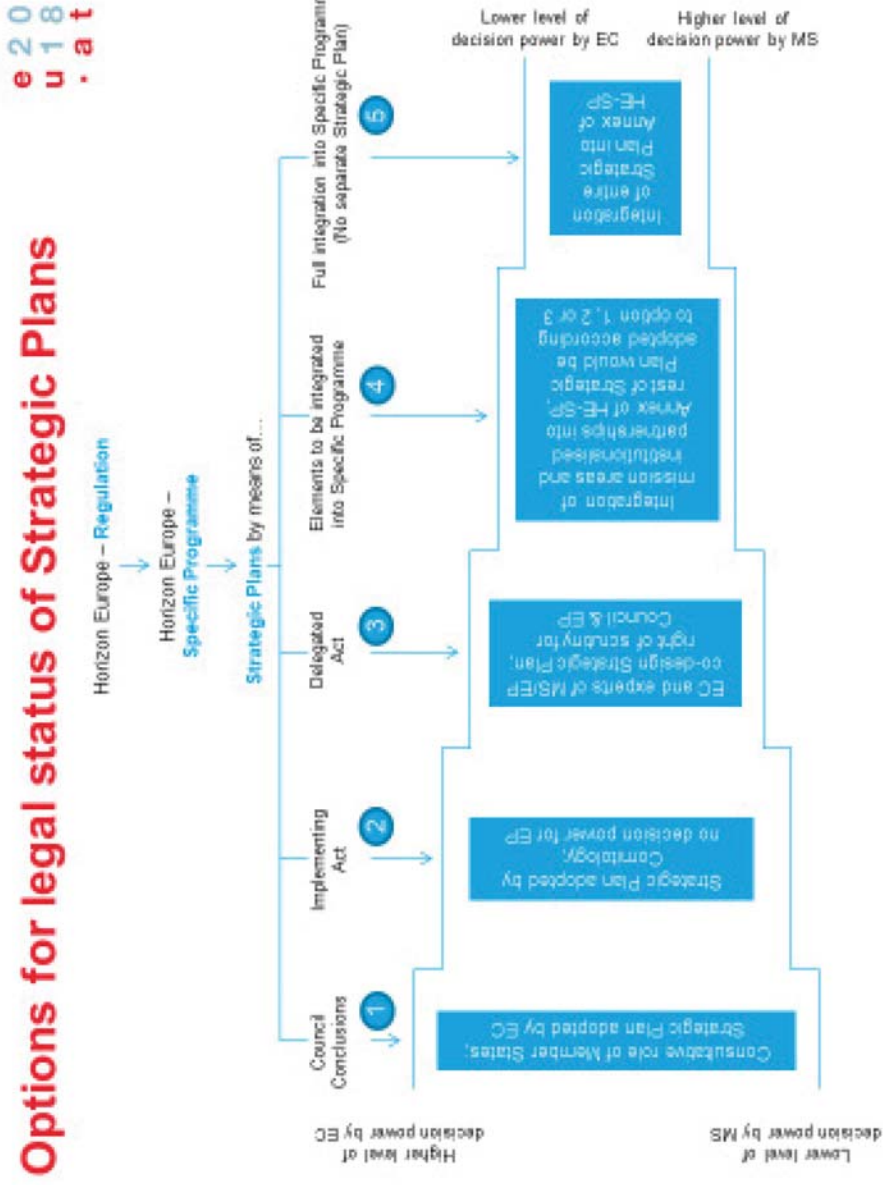 Options for legal status of Strategic Plans
e20
u18
.at
Horizon Europe – Regulation
Horizon Europe –
Specific Programme
Strategic Plans by means of...
Council
Conclusions
1
Implementing
Act
2
Delegated
Act
3
Elements to be integrated
into Specific Programme
4
Full integration into Specific Programm
(No separate Strategic Plan)
5
Higher level of
decision power by EC
Lower level of
decision power by EC
Consultative role of Member States;
Strategic Plan adopted by EC
Strategic Plan adopted by
Comitology;
no decision power for EP
EC and experts of MS/EP
co-design Strategic Plan;
right of scrutiny for
Council & EP
Integration of
mission areas and
institutionalised
partnerships into
Annex of HE-SP;
rest of Strategic
Plan would be
adopted according
to option 1, 2 or 3
Integration
of entire
Strategic
Plan into
Annex of
HE-SP
Lower level of
decision power by MS
Higher level of
decision power by MS